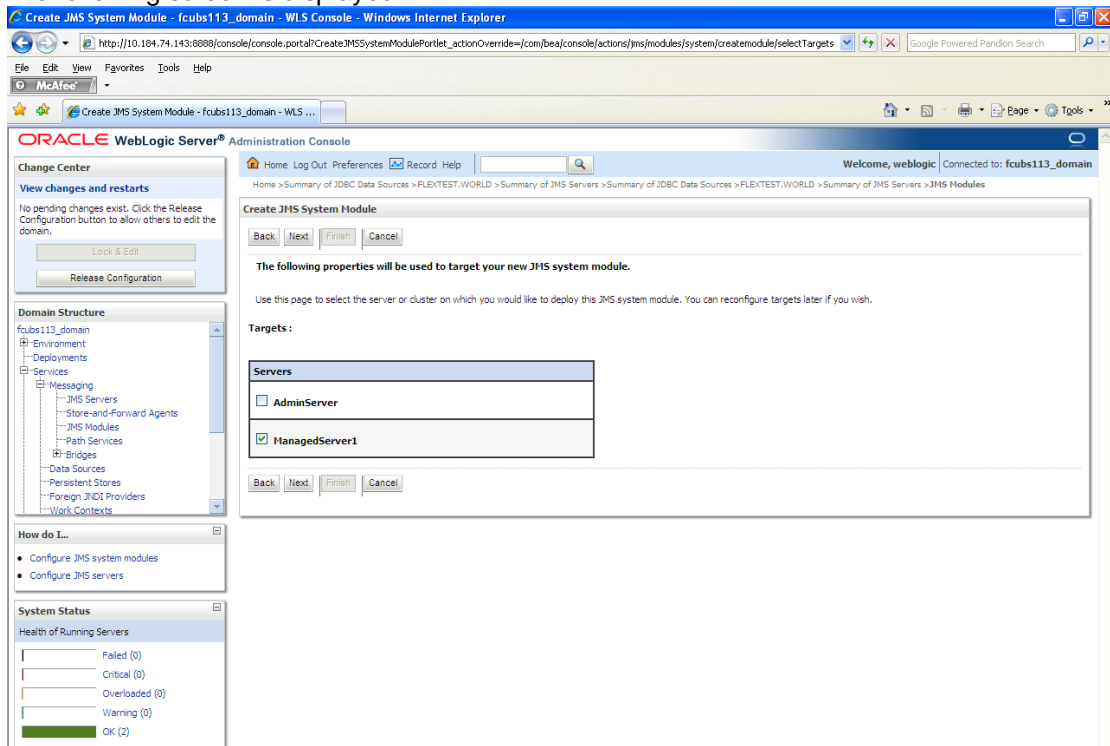 Create JMS System Module - fcubs113_domain - WLS Console - Windows Internet Explorer
http://10.184.74.143:8888/console/console.portal?CreateJMSSystemModulePortlet_actionOverride=/com/bea/console/actions/jms/modules/system/createmodule/selectTargets
Google Powered Pandion Search
File Edit View Favorites Tools Help
McAfee
Create JMS System Module - fcubs113_domain - WLS ...
Page Tools
ORACLE WebLogic Server® Administration Console
Change Center
View changes and restarts
No pending changes exist. Click the Release
Configuration button to allow others to edit the
domain.
Lock & Edit
Release Configuration
Domain Structure
fcubs113_domain
Environment
Deployments
Services
Messaging
JMS Servers
Store-and-Forward Agents
JMS Modules
Path Services
Bridges
Data Sources
Persistent Stores
Foreign JNDI Providers
Work Contexts
How do I...
Configure JMS system modules
Configure JMS servers
System Status
Health of Running Servers
Failed (0)
Critical (0)
Overloaded (0)
Warning (0)
OK (2)
Home Log Out Preferences Record Help
Welcome, weblogic Connected to: fcubs113_domain
Home >Summary of JDBC Data Sources >FLEXTEST.WORLD >Summary of JMS Servers >Summary of JDBC Data Sources >FLEXTEST.WORLD >Summary of JMS Servers >JMS Modules
Create JMS System Module
Back Next Finish Cancel
The following properties will be used to target your new JMS system module.
Use this page to select the server or cluster on which you would like to deploy this JMS system module. You can reconfigure targets later if you wish.
Targets :
Servers
AdminServer
ManagedServer1
Back Next Finish Cancel